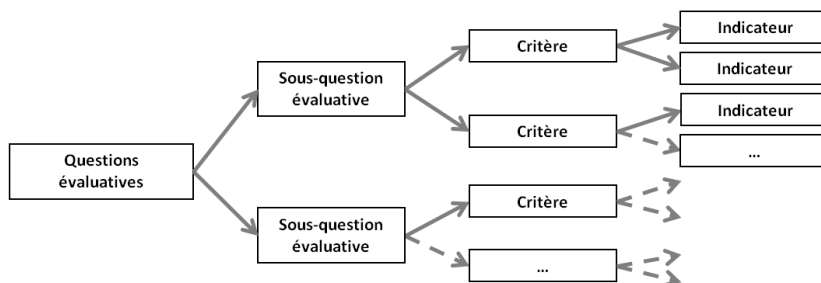 Questions
évaluatives
Sous-question
évaluative
Sous-question
évaluative
Critère
Critère
Critère
...
Indicateur
Indicateur
Indicateur
...